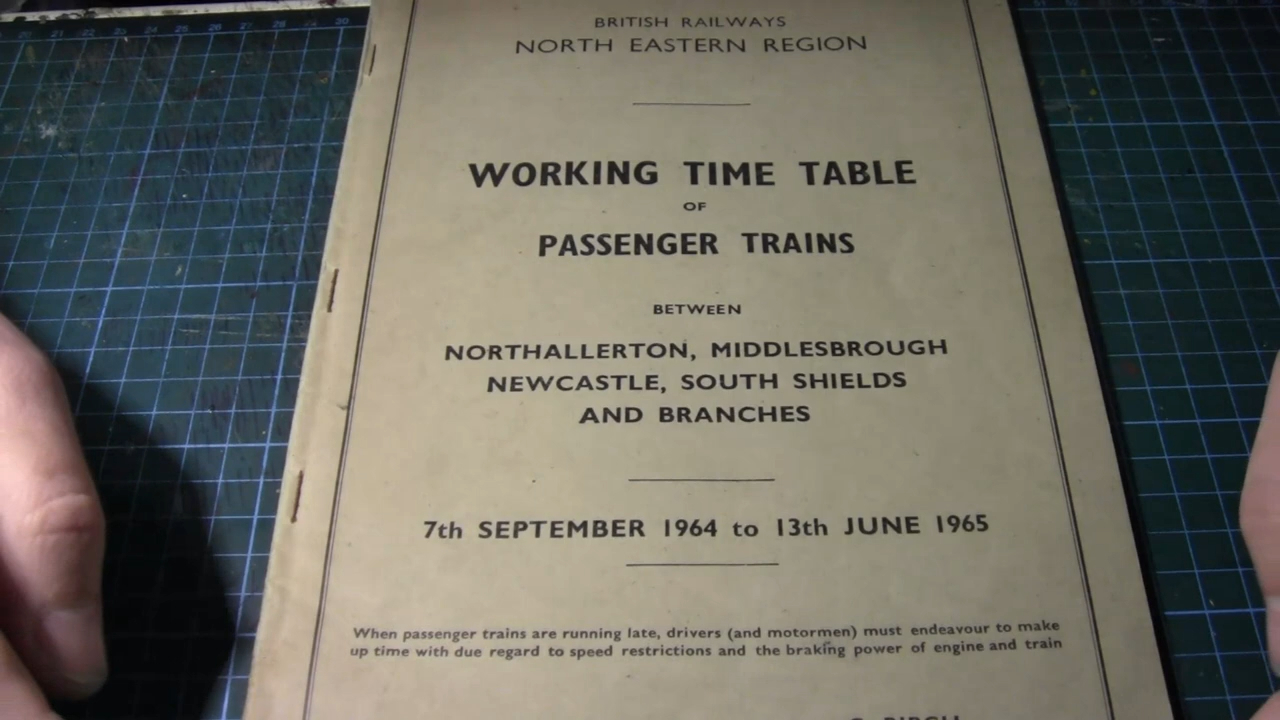 BRITISH RAILWAYS
NORTH EASTERN REGION
WORKING TIME TABLE
OF
PASSENGER TRAINS
BETWEEN
NORTHALLERTON, MIDDLESBROUGH
NEWCASTLE, SOUTH SHIELDS
AND BRANCHES
7th SEPTEMBER 1964 to 13th JUNE 1965
When passenger trains are running late, drivers (and motormen) must endeavour to make
up time with due regard to speed restrictions and the braking power of engine and train